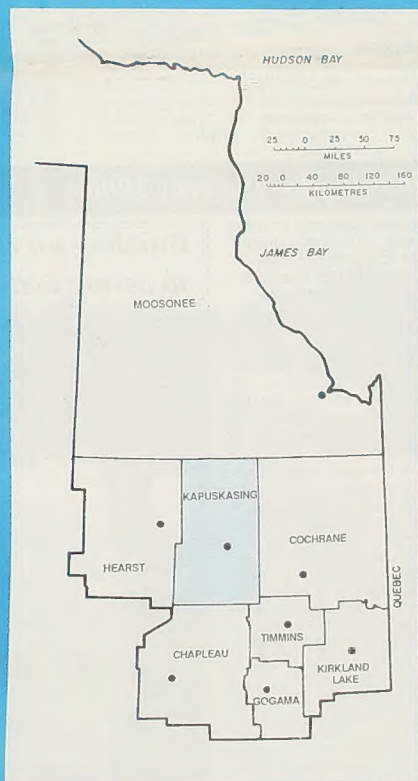 HUDSON BAY
25 0 25 50 75
MILES
20 0 40 80 120 160
KILOMETRES
JAMES BAY
MOOSONEE
KAPUSKASING
HEARST
COCHRANE
QUEBEC
TIMMINS
CHAPLEAU
KIRKLAND
LAKE
GOGAMA